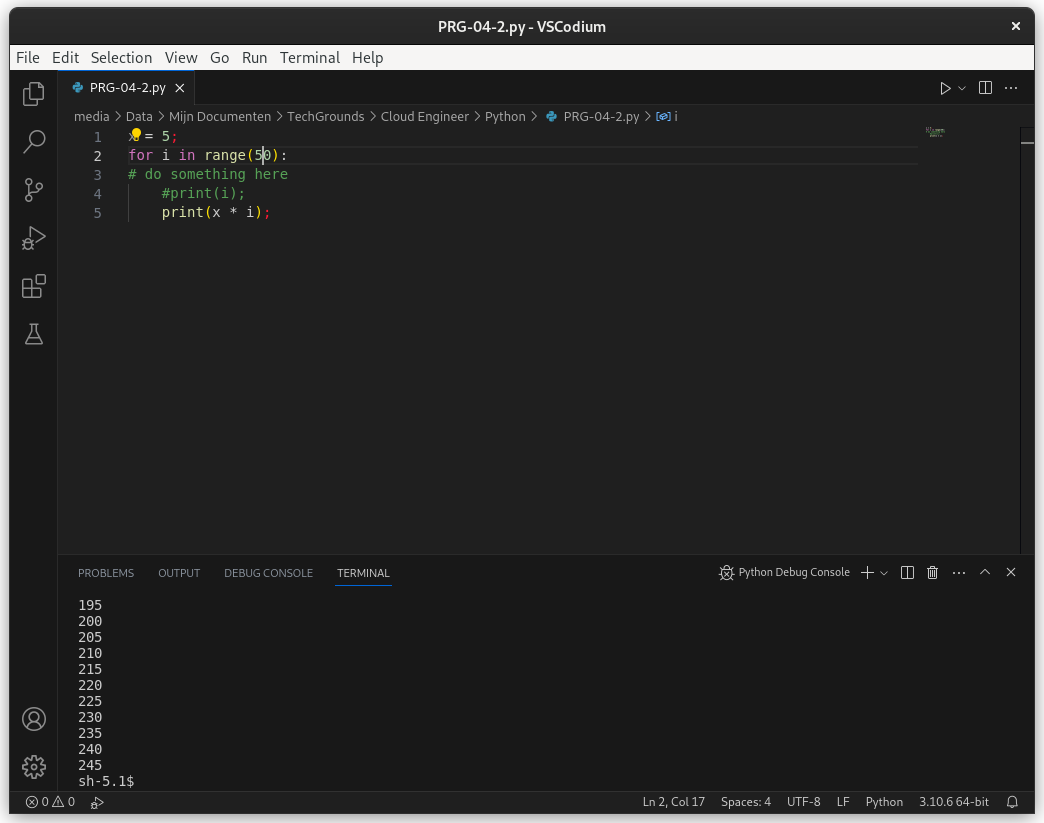 PRG-04-2.py - VSCodium
File Edit Selection View Go Run Terminal Help
PRG-04-2.py
media > Data > Mijn Documenten > TechGrounds > Cloud Engineer > Python > PRG-04-2.py > i
1 x = 5;
2 for i in range(50):
3 # do something here
4 #print(i);
5 print(x * i);
PROBLEMS OUTPUT DEBUG CONSOLE TERMINAL Python Debug Console
195
200
205
210
215
220
225
230
235
240
245
sh-5.1$
0 0 Ln 2, Col 17 Spaces: 4 UTF-8 LF Python 3.10.6 64-bit